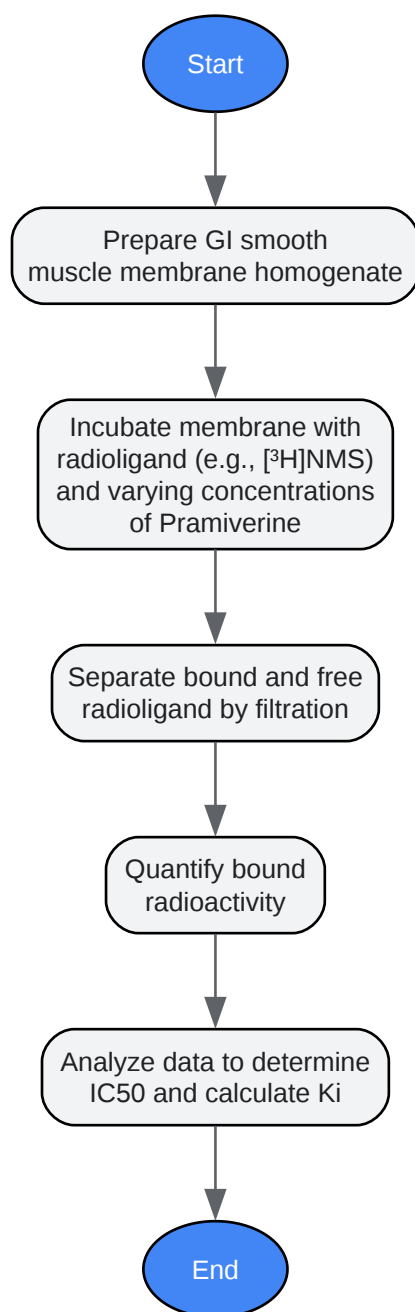 Start
Prepare GI smooth
muscle membrane homogenate
Incubate membrane with
radioligand (e.g., [³H]NMS)
and varying concentrations
of Pramiverine
Separate bound and free
radioligand by filtration
Quantify bound
radioactivity
Analyze data to determine
IC50 and calculate Ki
End